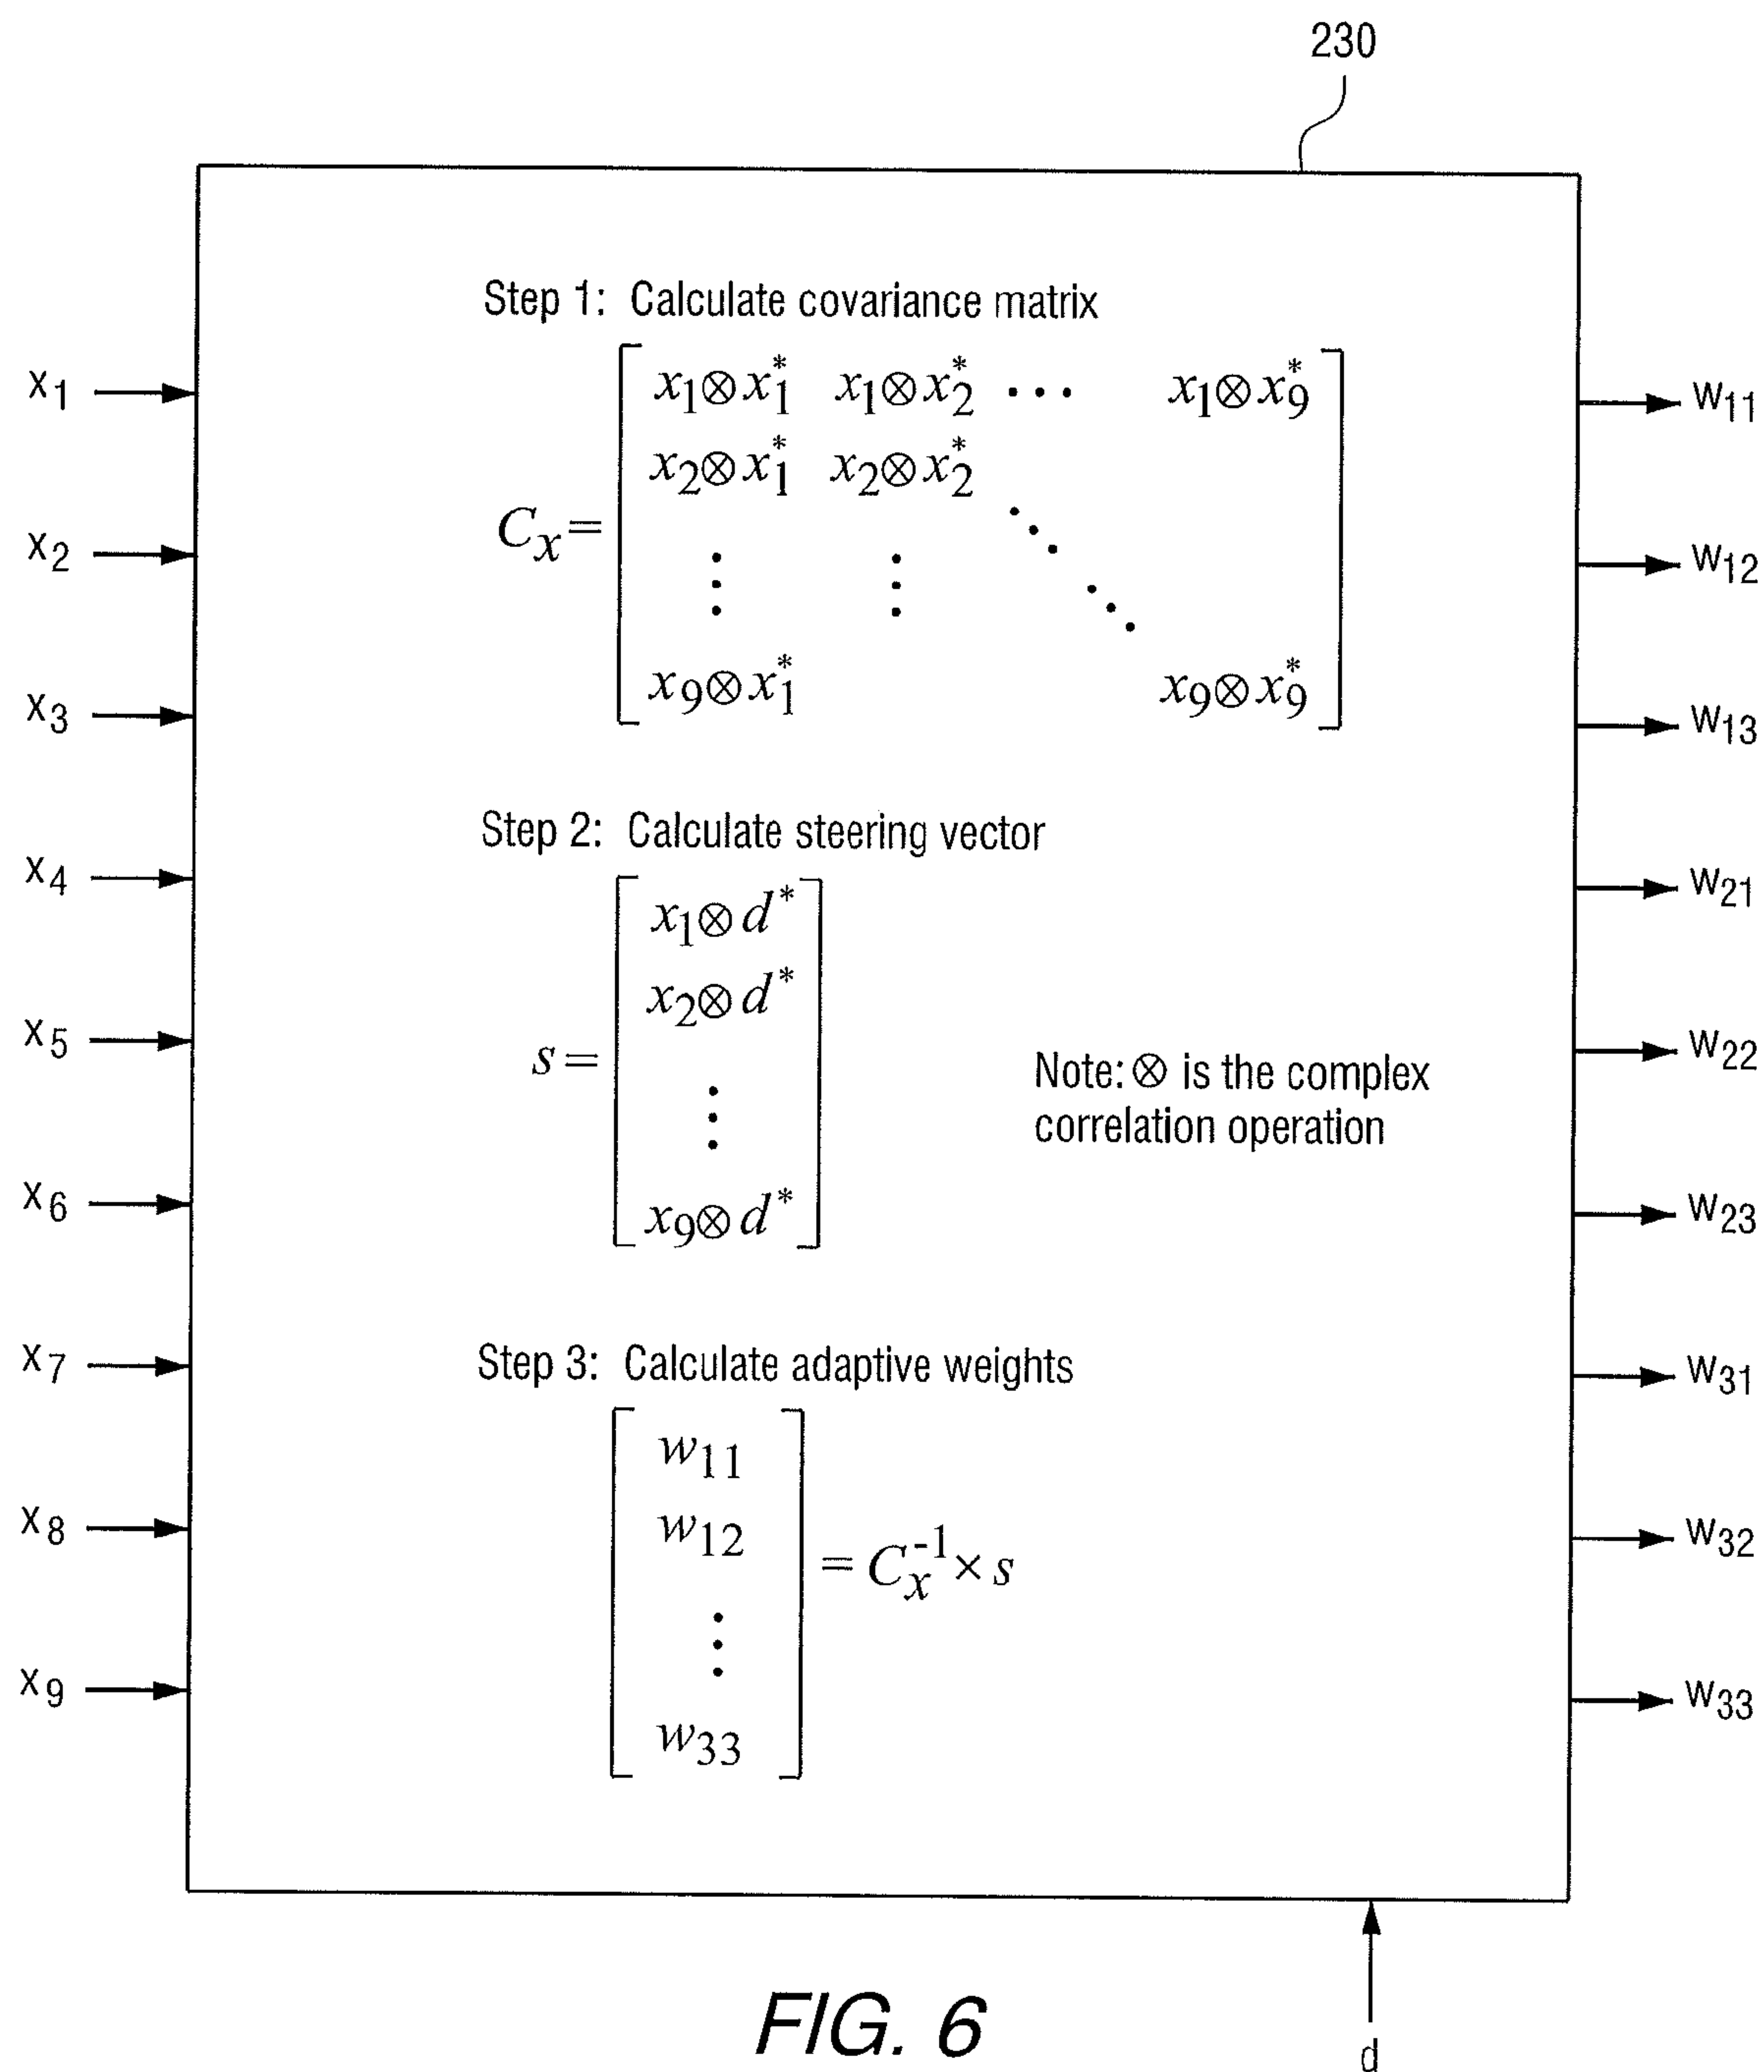 230
Step 1: Calculate covariance matrix
x1⊗x1* x1⊗x2* ••• x1⊗x9*
x2⊗x1* x2⊗x2*
Cx=
x9⊗x1* x9⊗x9*
Step 2: Calculate steering vector
x1⊗d*
x2⊗d*
s=
x9⊗d*
Note: ⊗ is the complex
correlation operation
Step 3: Calculate adaptive weights
w11
w12
= Cx^-1 × s
w33
x1
x2
x3
x4
x5
x6
x7
x8
x9
w11
w12
w13
w21
w22
w23
w31
w32
w33
d
FIG. 6